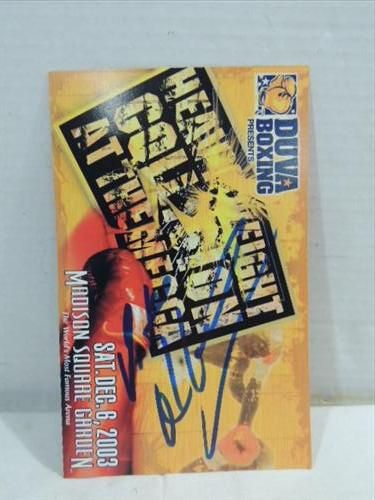 DUVA
BOXING
PRESENTS
HEAVYWEIGHT
COLLISION
AT THE MECCA
SAT. DEC. 6, 2003
MADISON SQUARE GARDEN
The World's Most Famous Arena